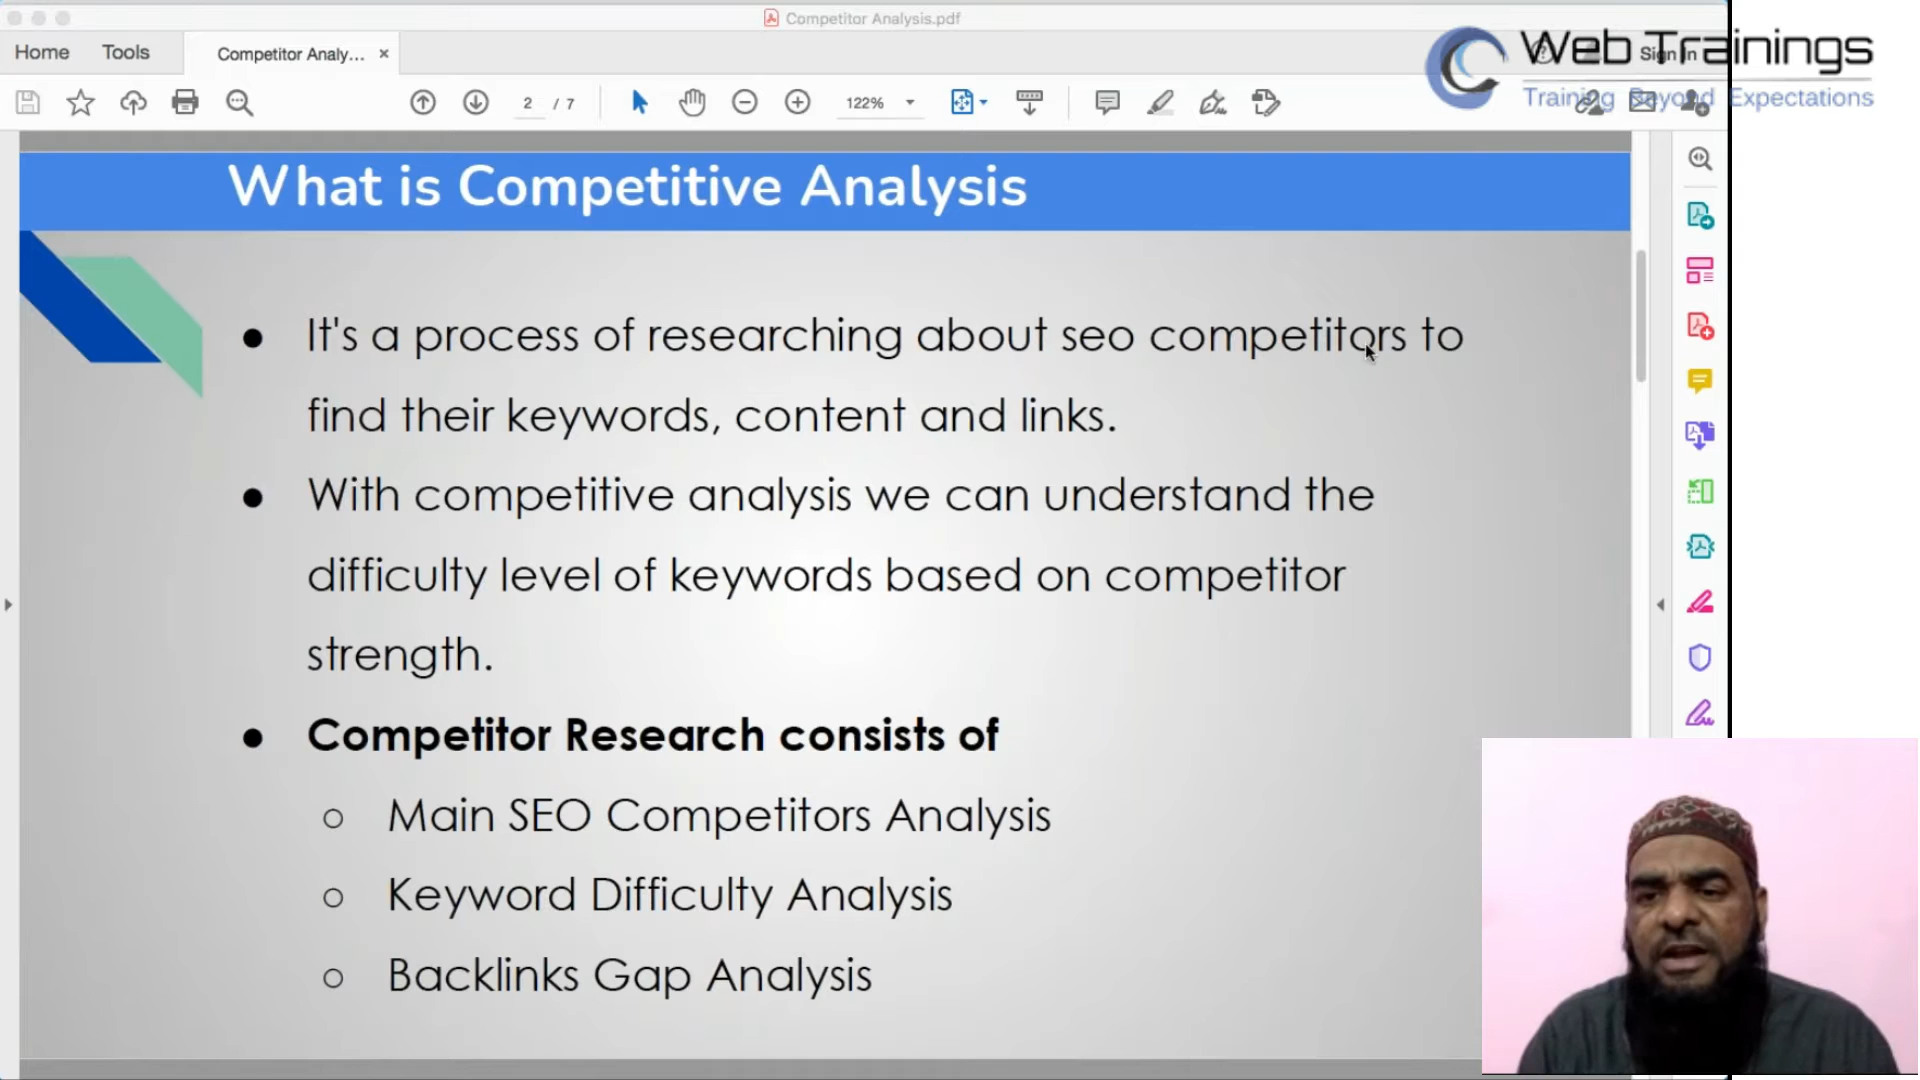 Competitor Analysis.pdf
Home
Tools
Competitor Analy...
Web Trainings
Sign In
Training Beyond Expectations
2 / 7
122%
What is Competitive Analysis
● It's a process of researching about seo competitors to
find their keywords, content and links.
● With competitive analysis we can understand the
difficulty level of keywords based on competitor
strength.
● Competitor Research consists of
○ Main SEO Competitors Analysis
○ Keyword Difficulty Analysis
○ Backlinks Gap Analysis